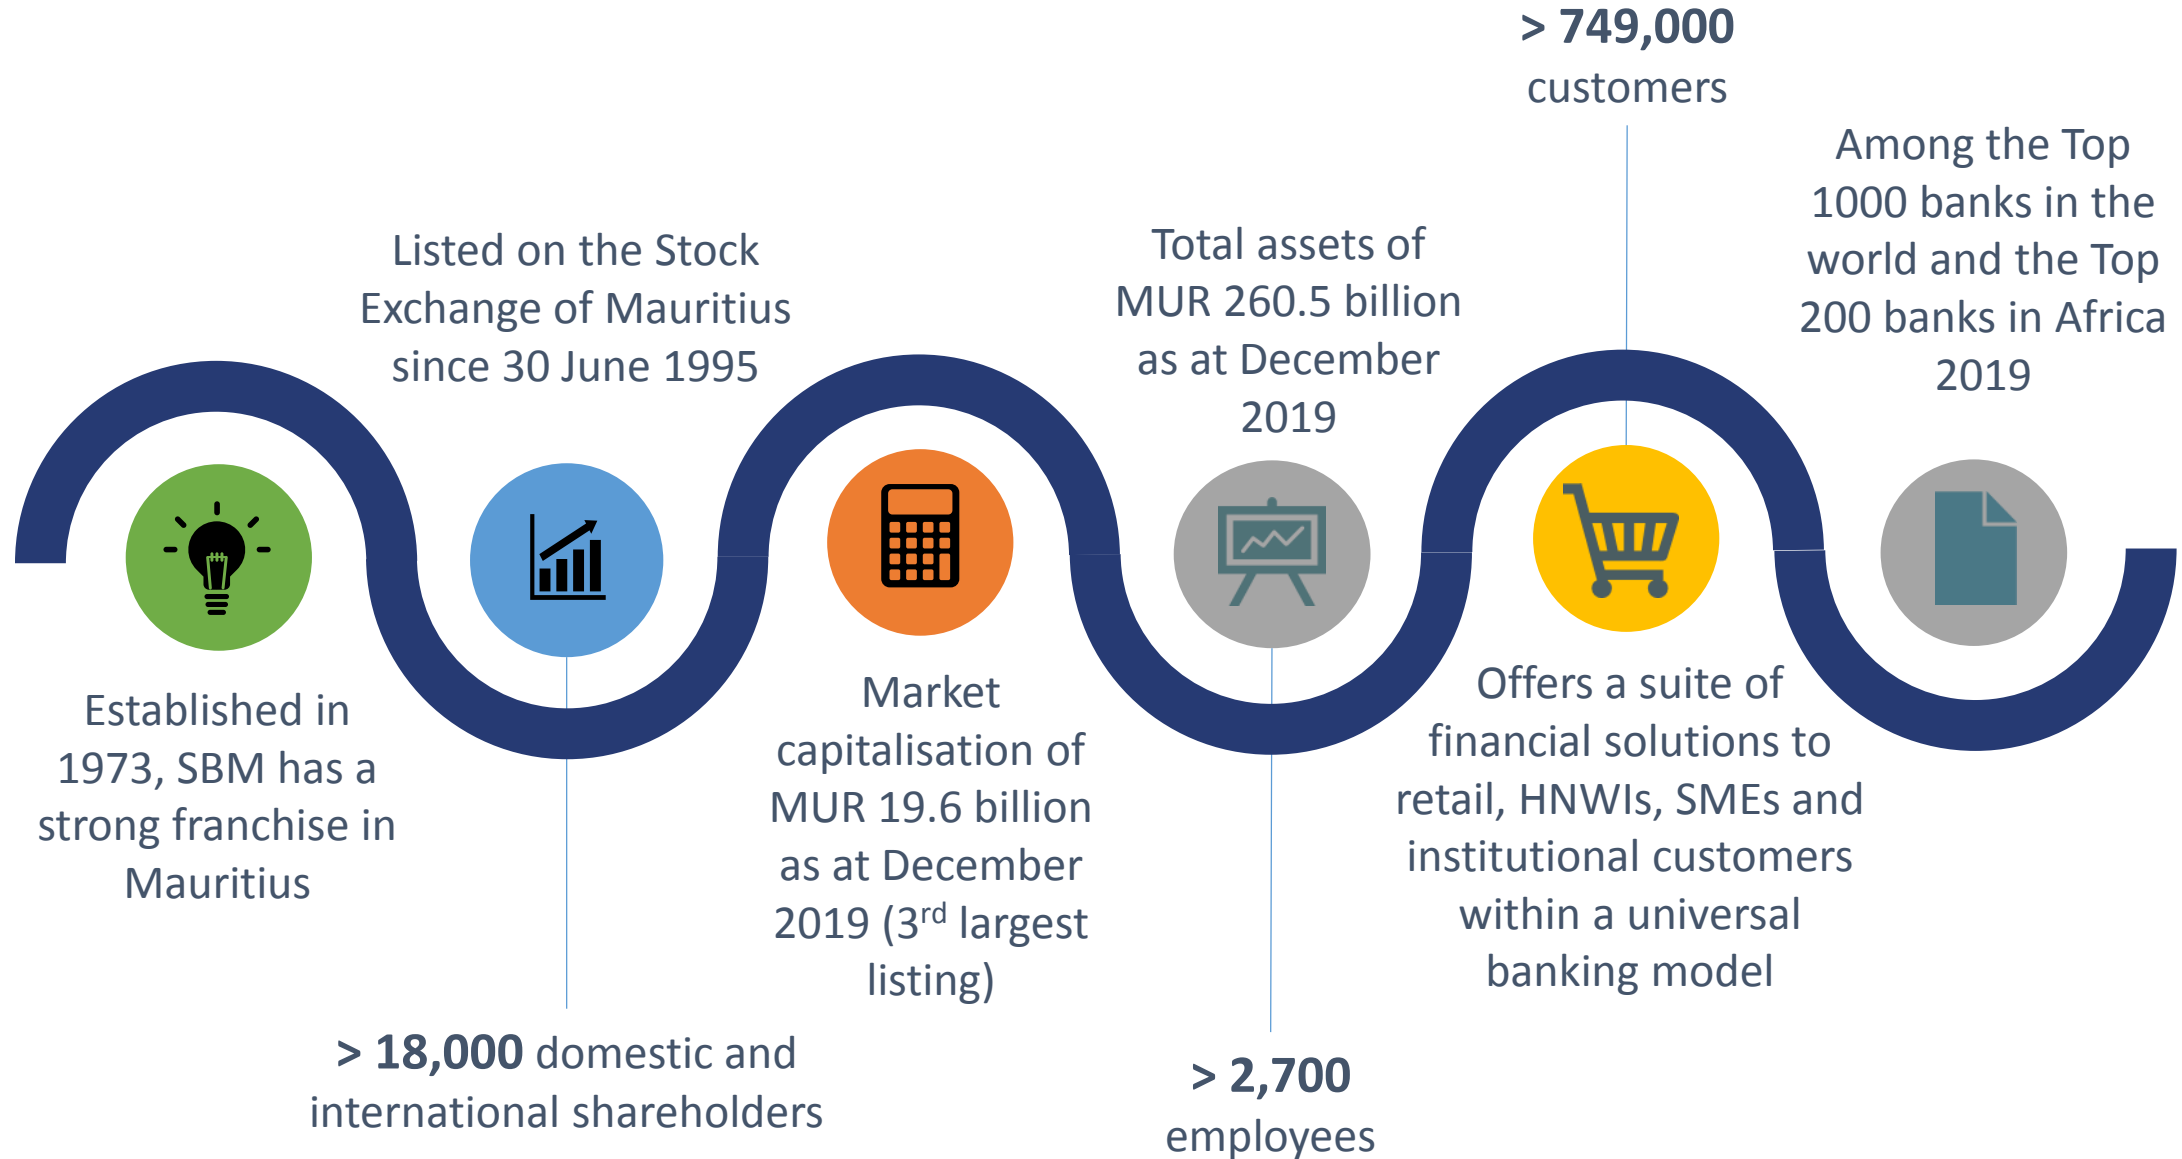 Established in
1973, SBM has a
strong franchise in
Mauritius
Listed on the Stock
Exchange of Mauritius
since 30 June 1995
> 18,000 domestic and
international shareholders
Market
capitalisation of
MUR 19.6 billion
as at December
2019 (3rd largest
listing)
Total assets of
MUR 260.5 billion
as at December
2019
> 2,700
employees
> 749,000
customers
Offers a suite of
financial solutions to
retail, HNWIs, SMEs and
institutional customers
within a universal
banking model
Among the Top
1000 banks in the
world and the Top
200 banks in Africa
2019